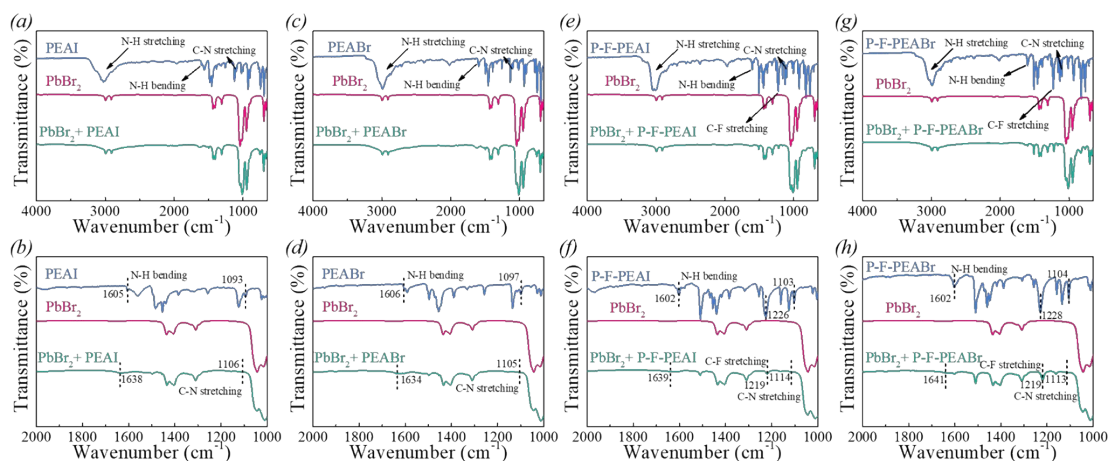 (a)
PEAI
N-H stretching
C-N stretching
N-H bending
PbBr2
PbBr2 + PEAI
Transmittance (%)
4000 3000 2000 1000
Wavenumber (cm-1)
(c)
PEABr
N-H stretching
C-N stretching
N-H bending
PbBr2
PbBr2 + PEABr
Transmittance (%)
4000 3000 2000 1000
Wavenumber (cm-1)
(e)
P-F-PEAI
N-H stretching
C-N stretching
N-H bending
PbBr2
C-F stretching
PbBr2 + P-F-PEAI
Transmittance (%)
4000 3000 2000 1000
Wavenumber (cm-1)
(g)
P-F-PEABr
N-H stretching
C-N stretching
N-H bending
PbBr2
C-F stretching
PbBr2 + P-F-PEABr
Transmittance (%)
4000 3000 2000 1000
Wavenumber (cm-1)
(b)
PEAI
N-H bending
1093
1605
PbBr2
PbBr2 + PEAI
1106
1638
C-N stretching
Transmittance (%)
2000 1800 1600 1400 1200 1000
Wavenumber (cm-1)
(d)
PEABr
N-H bending
1097
1606
PbBr2
PbBr2 + PEABr
1105
1634
C-N stretching
Transmittance (%)
2000 1800 1600 1400 1200 1000
Wavenumber (cm-1)
(f)
P-F-PEAI
N-H bending
1103
1602
1226
PbBr2
PbBr2 + P-F-PEAI
C-F stretching
1639
1219
1114
C-N stretching
Transmittance (%)
2000 1800 1600 1400 1200 1000
Wavenumber (cm-1)
(h)
P-F-PEABr
N-H bending
1104
1602
1228
PbBr2
PbBr2 + P-F-PEABr
C-F stretching
1641
1219
1113
C-N stretching
Transmittance (%)
2000 1800 1600 1400 1200 1000
Wavenumber (cm-1)